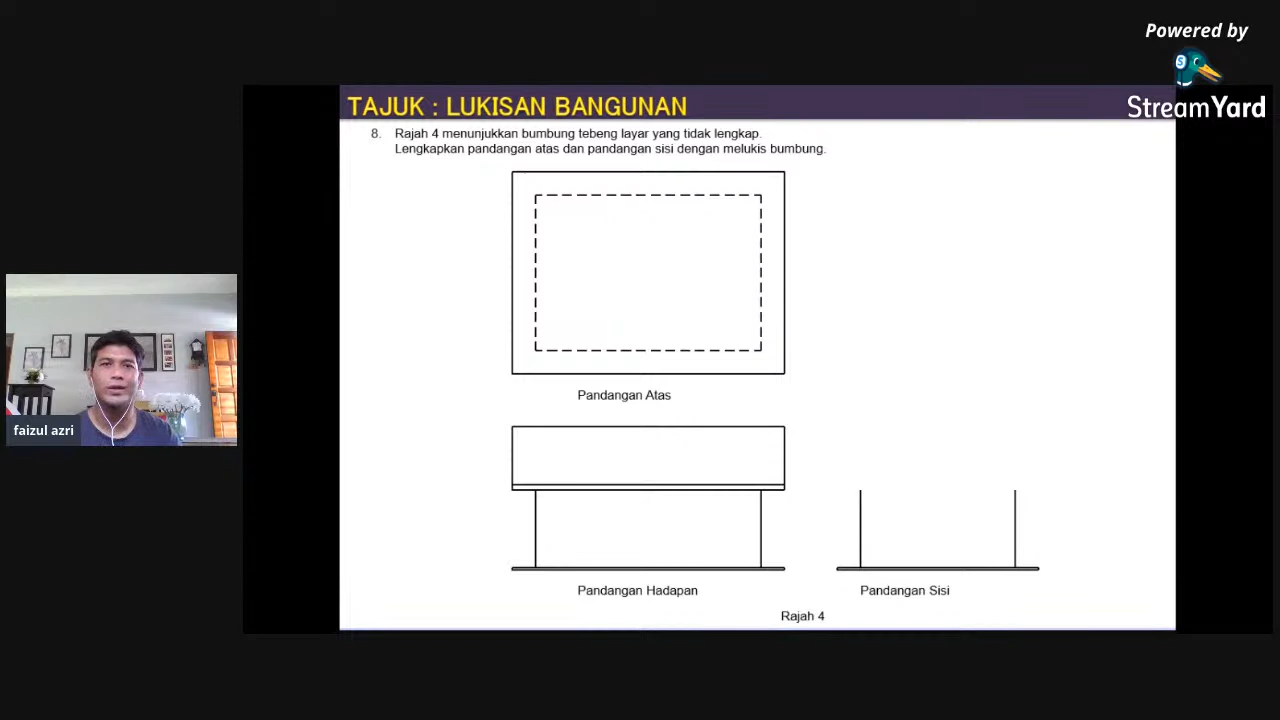 Powered by
StreamYard
TAJUK : LUKISAN BANGUNAN
8. Rajah 4 menunjukkan bumbung tebeng layar yang tidak lengkap.
Lengkapkan pandangan atas dan pandangan sisi dengan melukis bumbung.
Pandangan Atas
faizul azri
Pandangan Hadapan
Pandangan Sisi
Rajah 4